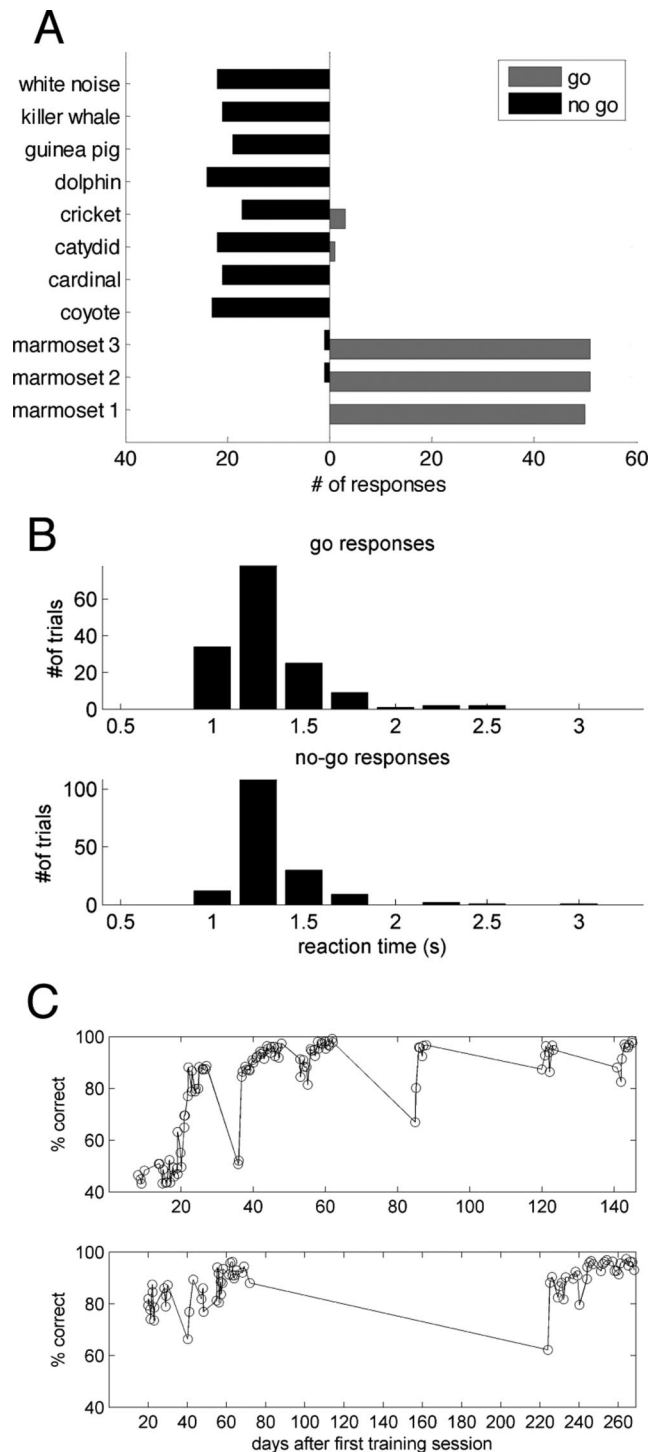 A
go
no go
white noise
killer whale
guinea pig
dolphin
cricket
catydid
cardinal
coyote
marmoset 3
marmoset 2
marmoset 1
40 20 0 20 40 60
# of responses
B
go responses
#of trials
60
40
20
0
0.5 1 1.5 2 2.5 3
no-go responses
#of trials
100
50
0
0.5 1 1.5 2 2.5 3
reaction time (s)
C
% correct
100
80
60
40
20 40 60 80 100 120 140
% correct
100
80
60
40
20 40 60 80 100 120 140 160 180 200 220 240 260
days after first training session